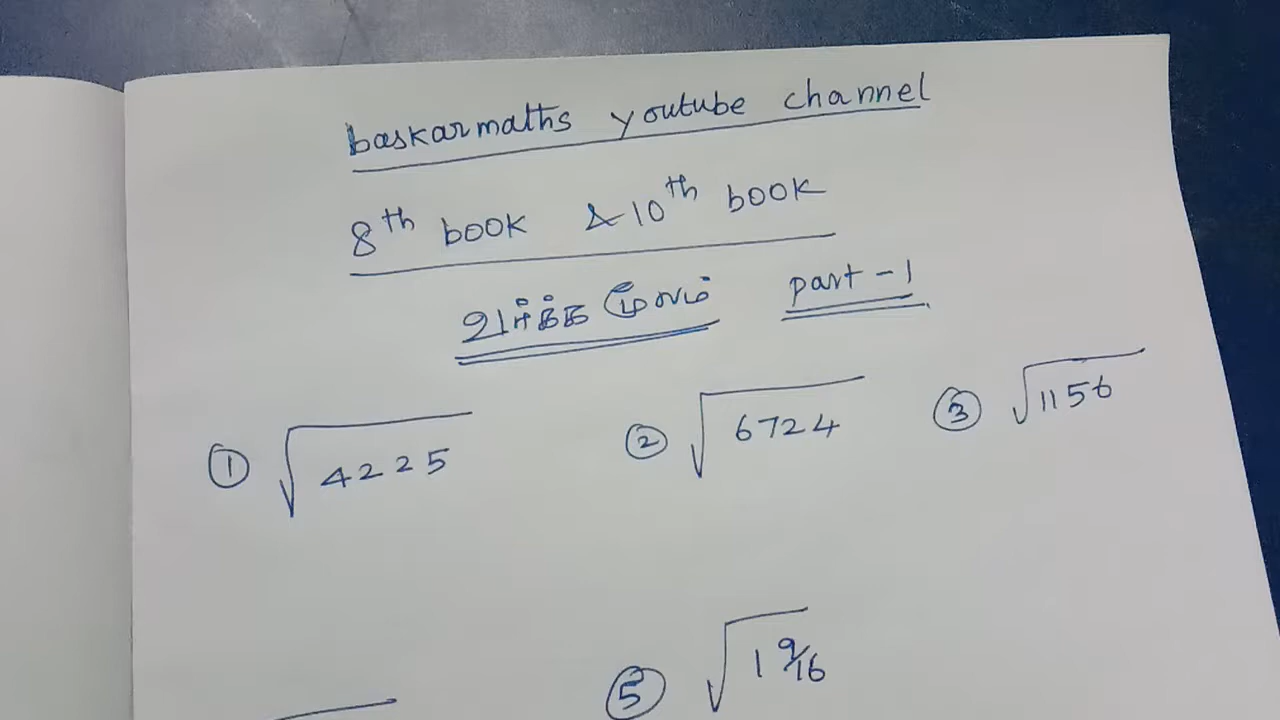 baskarmaths youtube channel
8th book & 10th book
வர்க்க மூலம் part - 1
① √4225 ② √6724 ③ √1156
⑤ √1 9/16